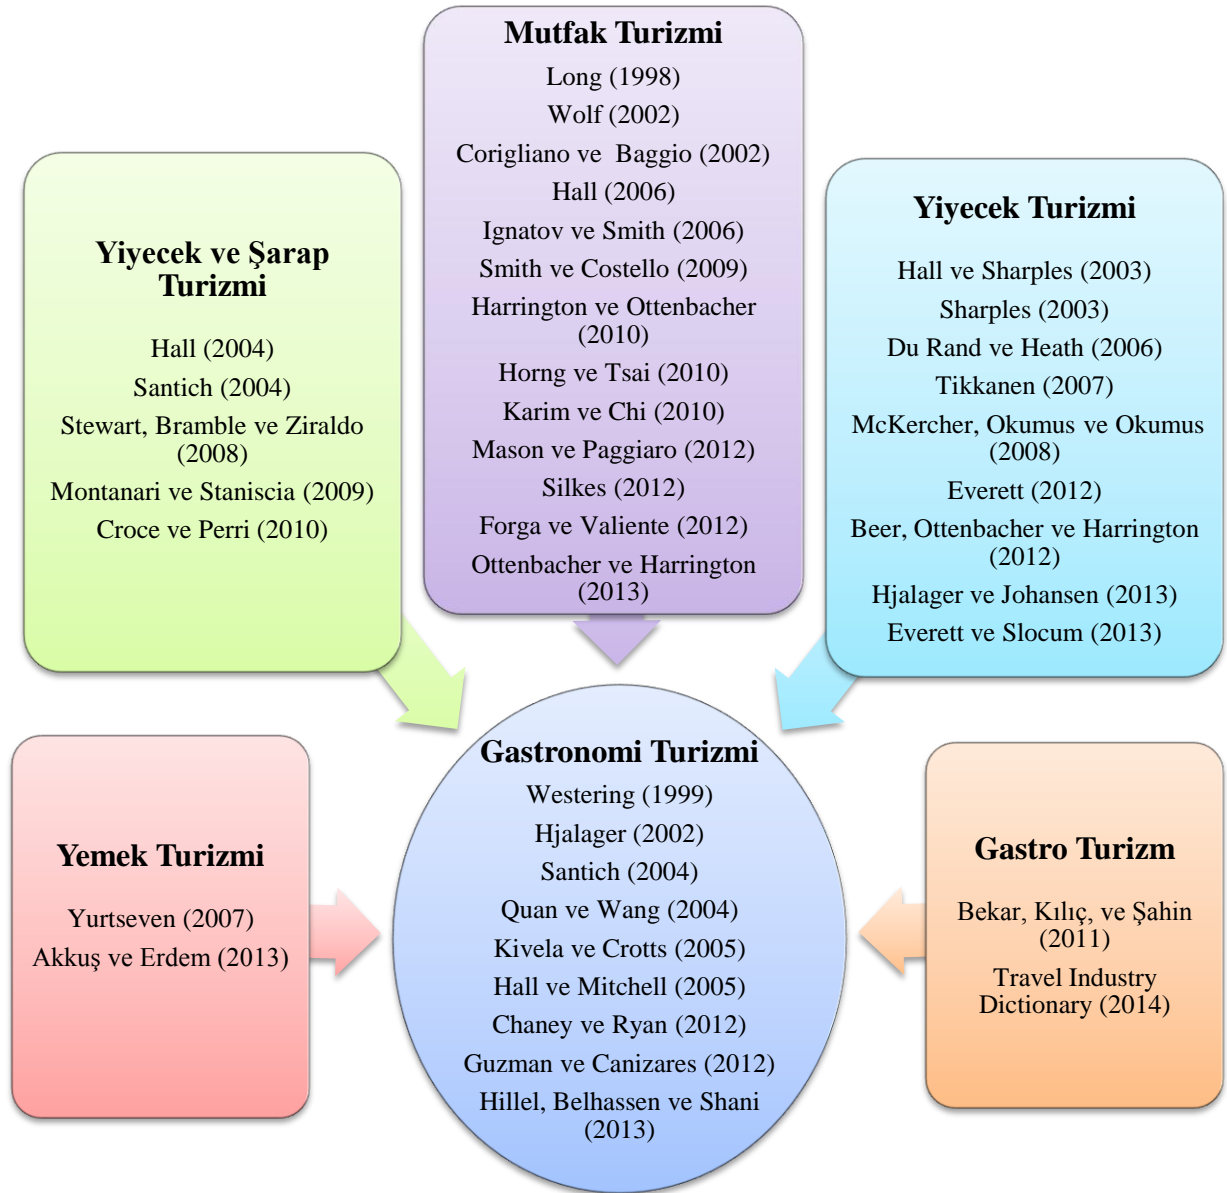 Mutfak Turizmi
Long (1998)
Wolf (2002)
Corigliano ve Baggio (2002)
Hall (2006)
Ignatov ve Smith (2006)
Smith ve Costello (2009)
Harrington ve Ottenbacher
(2010)
Horng ve Tsai (2010)
Karim ve Chi (2010)
Mason ve Paggiaro (2012)
Silkes (2012)
Forga ve Valiente (2012)
Ottenbacher ve Harrington
(2013)
Yiyecek ve Şarap
Turizmi
Hall (2004)
Santich (2004)
Stewart, Bramble ve Ziraldo
(2008)
Montanari ve Staniscia (2009)
Croce ve Perri (2010)
Yiyecek Turizmi
Hall ve Sharples (2003)
Sharples (2003)
Du Rand ve Heath (2006)
Tikkanen (2007)
McKercher, Okumus ve Okumus
(2008)
Everett (2012)
Beer, Ottenbacher ve Harrington
(2012)
Hjalager ve Johansen (2013)
Everett ve Slocum (2013)
Yemek Turizmi
Yurtseven (2007)
Akkuş ve Erdem (2013)
Gastronomi Turizmi
Westering (1999)
Hjalager (2002)
Santich (2004)
Quan ve Wang (2004)
Kivela ve Crotts (2005)
Hall ve Mitchell (2005)
Chaney ve Ryan (2012)
Guzman ve Canizares (2012)
Hillel, Belhassen ve Shani
(2013)
Gastro Turizm
Bekar, Kılıç, ve Şahin
(2011)
Travel Industry
Dictionary (2014)